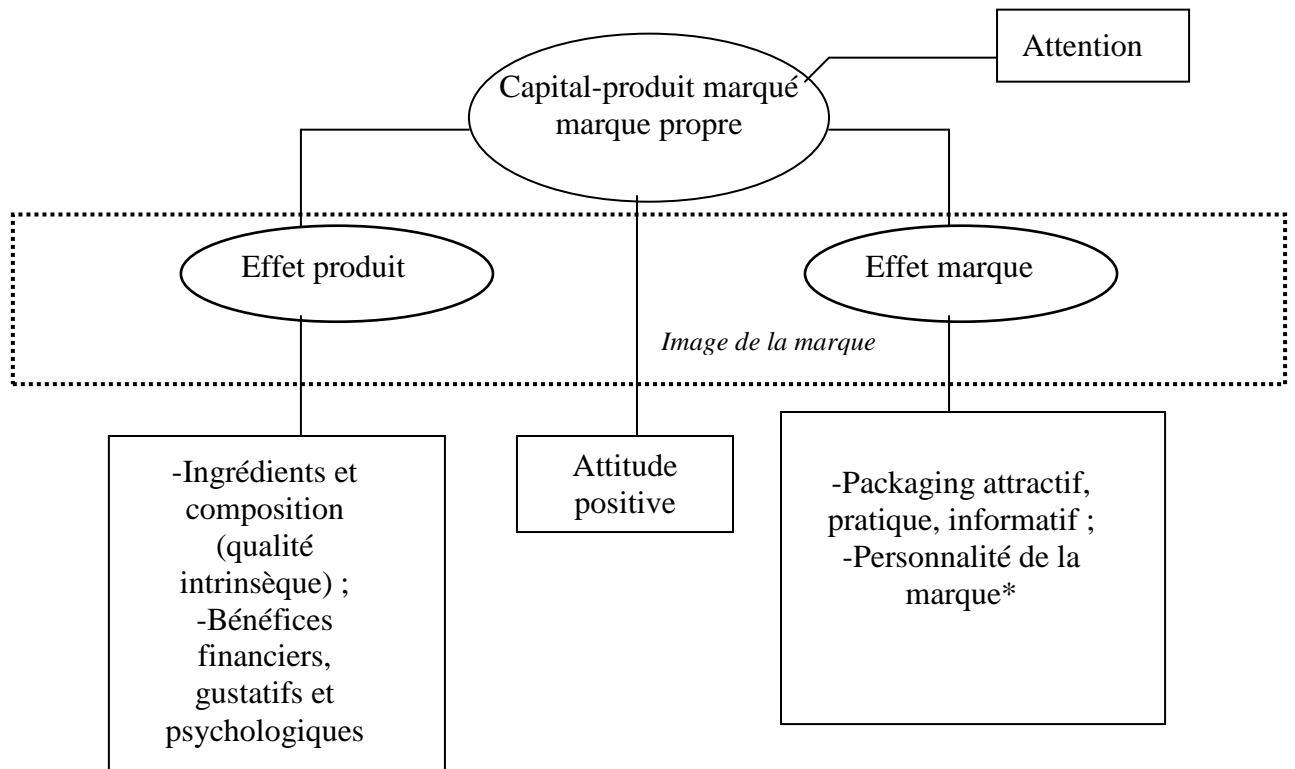 Attention
Capital-produit marqué
marque propre
Effet produit
Effet marque
Image de la marque
-Ingrédients et
composition
(qualité
intrinsèque) ;
-Bénéfices
financiers,
gustatifs et
psychologiques
Attitude
positive
-Packaging attractif,
pratique, informatif ;
-Personnalité de la
marque*